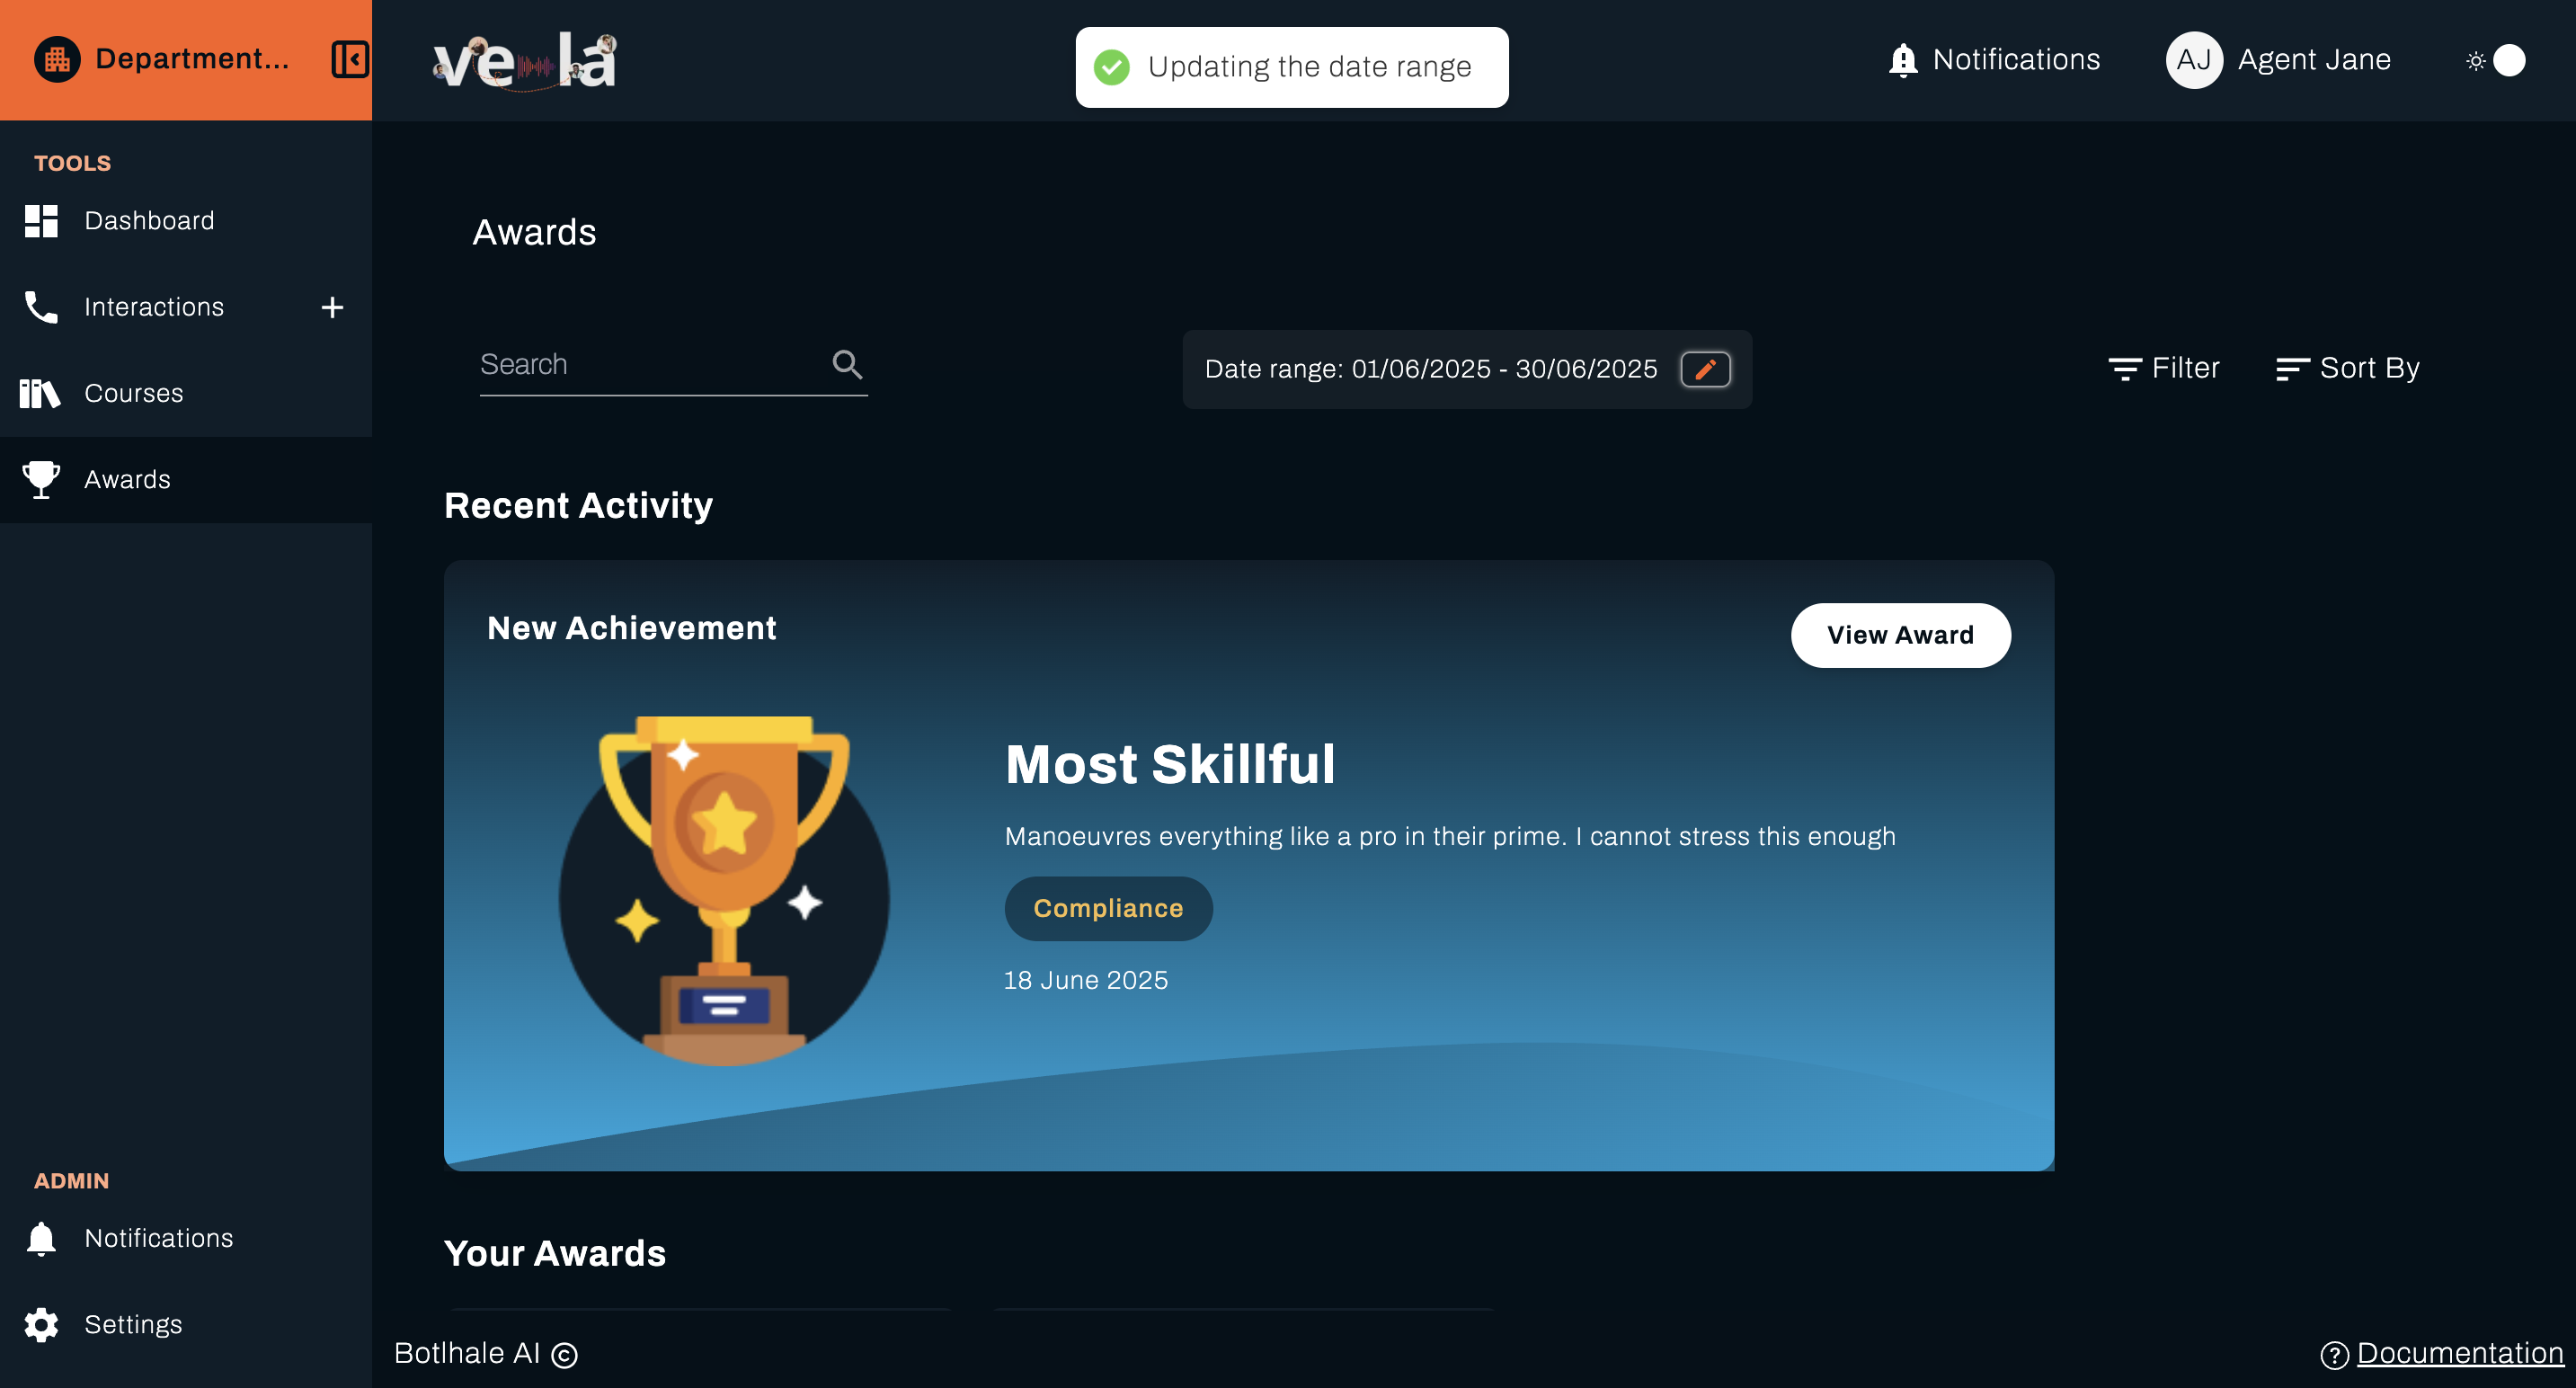 Department...
vela
Updating the date range
Notifications
AJ
Agent Jane
TOOLS
Dashboard
Interactions
Courses
Awards
Awards
Search
Date range: 01/06/2025 - 30/06/2025
Filter
Sort By
Recent Activity
New Achievement
View Award
Most Skillful
Manoeuvres everything like a pro in their prime. I cannot stress this enough
Compliance
18 June 2025
Your Awards
ADMIN
Notifications
Settings
Botlhale AI ©
Documentation